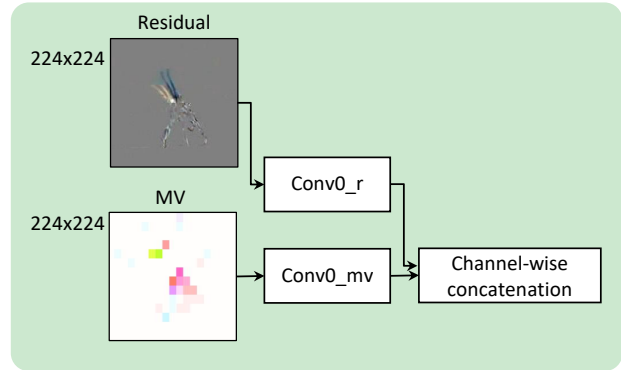 Residual
224x224
Conv0_r
MV
224x224
Conv0_mv
Channel-wise
concatenation